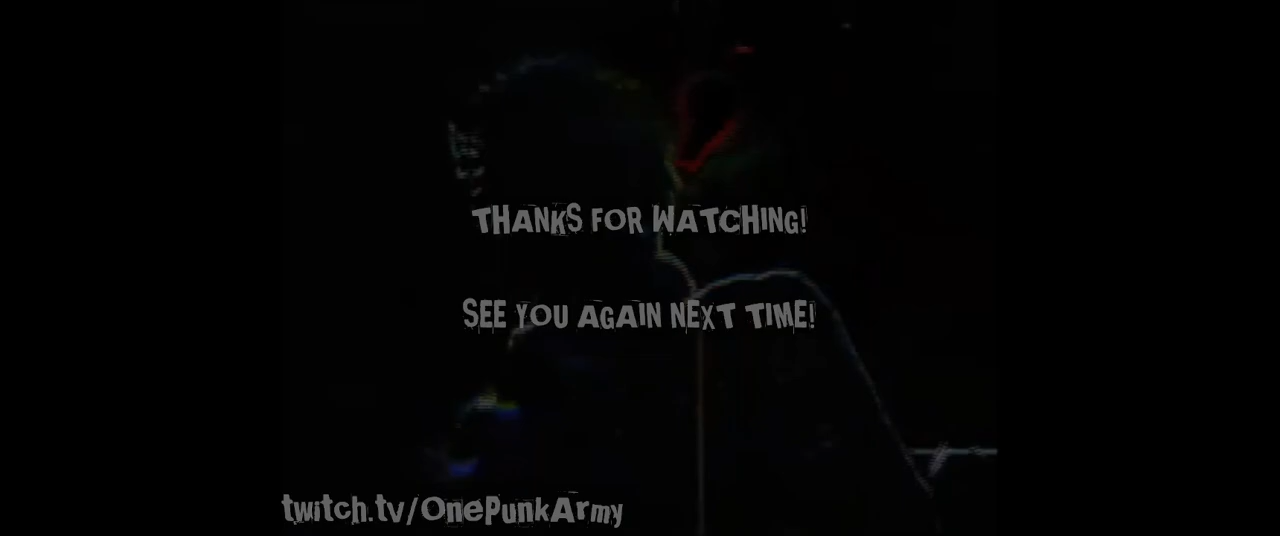 THANKS FOR WATCHING!
SEE YOU AGAIN NEXT TIME!
twitch.tv/OnePunkArmy